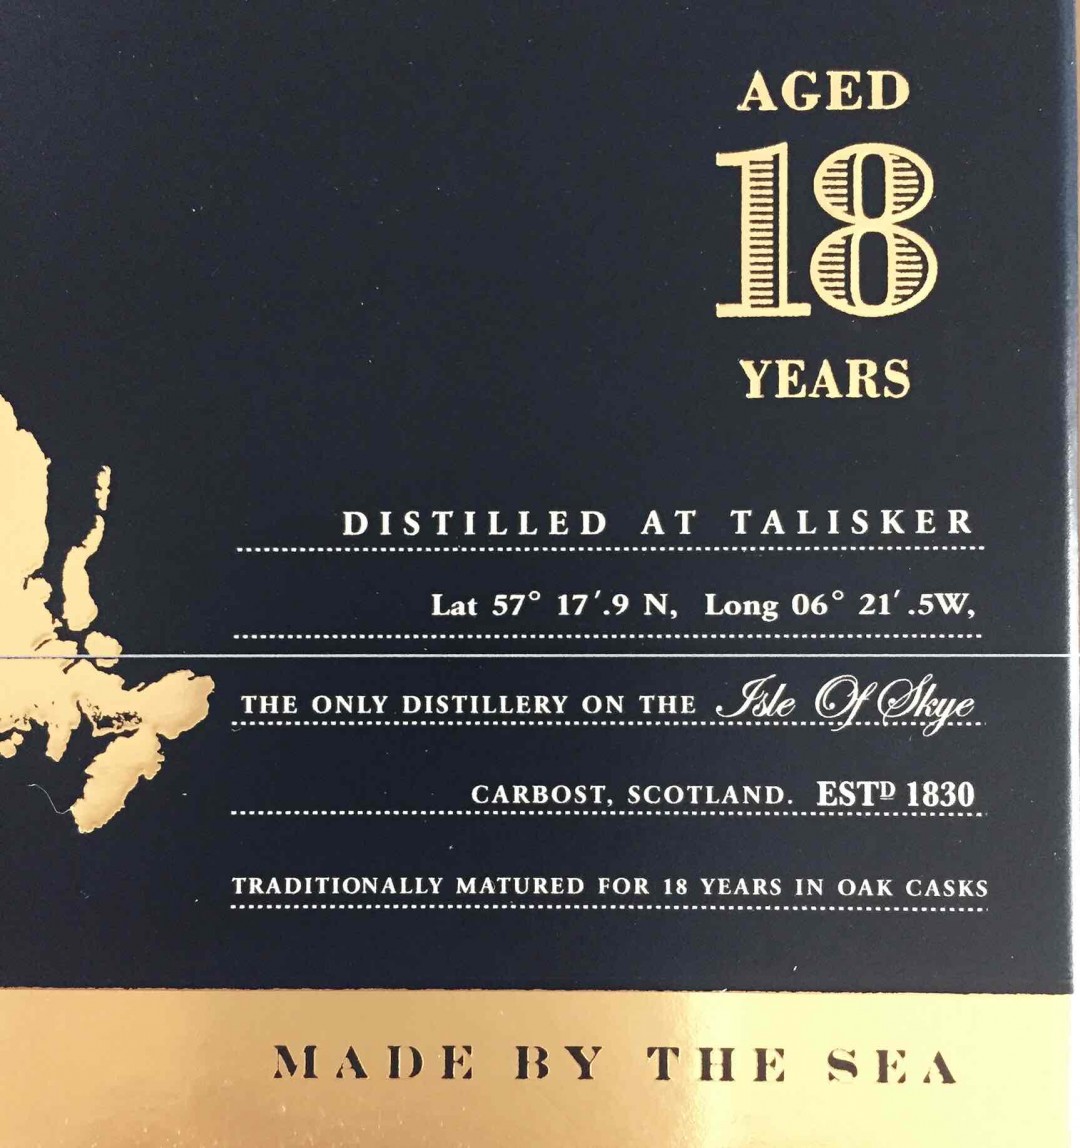 AGED
18
YEARS
DISTILLED AT TALISKER
Lat 57° 17′.9 N, Long 06° 21′.5W,
THE ONLY DISTILLERY ON THE Isle Of Skye
CARBOST, SCOTLAND. ESTᴰ 1830
TRADITIONALLY MATURED FOR 18 YEARS IN OAK CASKS
MADE BY THE SEA